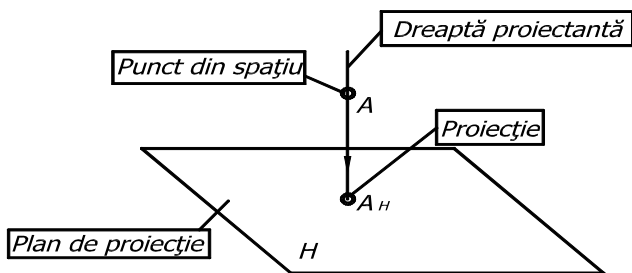 Dreaptă proiectantă
Punct din spaţiu
A
Proiecţie
A H
Plan de proiecţie
H